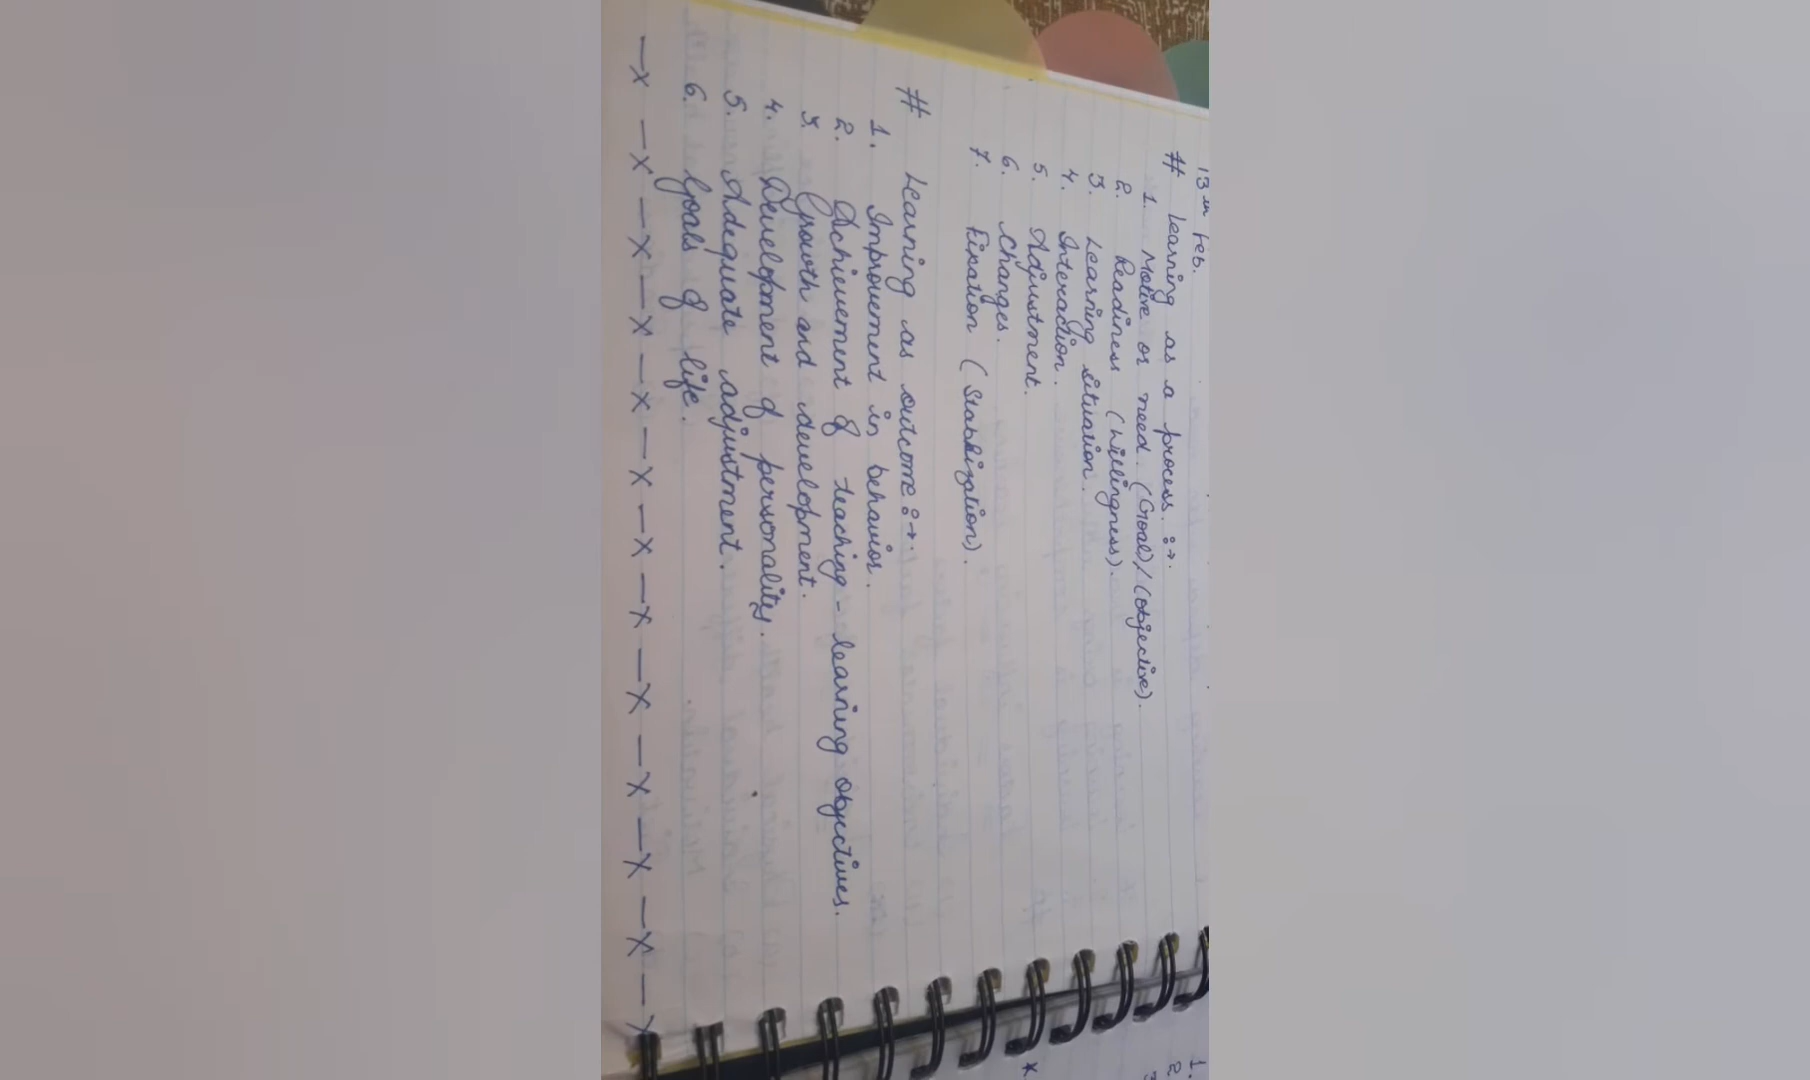 13th Feb.
# Learning as a process. :→.
1. Motive or need. (Goal)/(objective).
2. Readiness (Willingness).
3. Learning situation.
4. Interaction.
5. Adjustment.
6. Changes.
7. Fixation (Stabilization).
# Learning as outcome :→.
1. Improvement in behavior.
2. Achievement of teaching - learning objectives.
3. Growth and development.
4. Development of personality.
5. Adequate adjustment.
6. Goals of life.
—x —x —x —x —x —x —x —x —x —x —x —x —x
1.
2
*